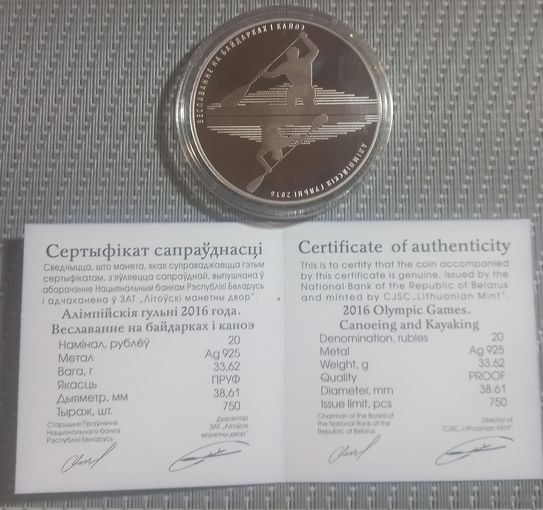 ВЕСЛАВАННЕ НА БАЙДАРКАХ І КАНОЭ
АЛІМПІЙСКІЯ ГУЛЬНІ 2016
Сертыфікат сапраўднасці
Сведчыцца, што манета, якая суправаджаецца гэтым
сертыфікатам, з'яўляецца сапраўднай, выпушчана ў
абарачэнне Нацыянальным банкам Рэспублікі Беларусь
і адчаканена ў ЗАТ „Літоўскі манетны двор".
Алімпійскія гульні 2016 года.
Веславанне на байдарках і каноэ
Намінал, рублёў 20
Метал Ag 925
Вага, г 33,62
Якасць ПРУФ
Дыяметр, мм 38,61
Тыраж, шт. 750
Старшыня Праўлення
Нацыянальнага банка
Рэспублікі Беларусь
Дырэктар
ЗАТ „Літоўскі
манетны двор"
Certificate of authenticity
This is to certify that the coin accompanied
by this certificate is genuine. Issued by the
National Bank of the Republic of Belarus
and minted by CJSC „Lithuanian Mint".
2016 Olympic Games.
Canoeing and Kayaking
Denomination, rubles 20
Metal Ag 925
Weight, g 33.62
Quality PROOF
Diameter, mm 38.61
Issue limit, pcs 750
Chairman of the Board of
the National Bank of the
Republic of Belarus
Director of
CJSC „Lithuanian Mint"